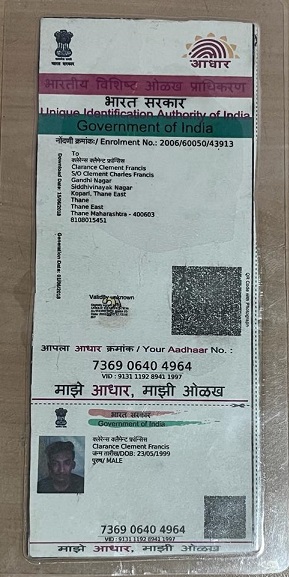 आधार
भारतीय विशिष्ट ओळख प्राधिकरण
भारत सरकार
Unique Identification Authority of India
Government of India
नोंदणी क्रमांक:/ Enrolment No.: 2006/60050/43913
To
क्लेरेन्स क्लेमेंट फ्रान्सिस
Clarance Clement Francis
S/O Clement Charles Francis
Gandhi Nagar
Siddhivinayak Nagar
Kopari, Thane East
Thane
Thane East
Thane Maharashtra - 400603
8108015451
Validity unknown
QR Code with Photograph
आपला आधार क्रमांक / Your Aadhaar No. :
7369 0640 4964
VID : 9131 1192 8941 1997
माझे आधार, माझी ओळख
भारत सरकार
Government of India
क्लेरेन्स क्लेमेंट फ्रान्सिस
Clarance Clement Francis
जन्म तारीख/DOB: 23/05/1999
पुरुष/ MALE
7369 0640 4964
VID : 9131 1192 8941 1997
माझे आधार, माझी ओळख